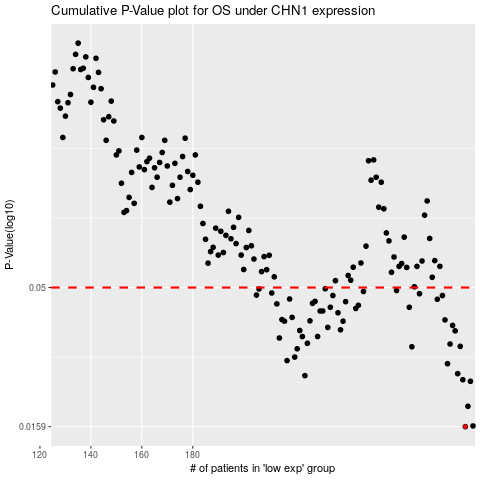 Cumulative P-Value plot for OS under CHN1 expression
P-Value(log10)
0.05
0.0159
120 140 160 180
# of patients in 'low exp' group